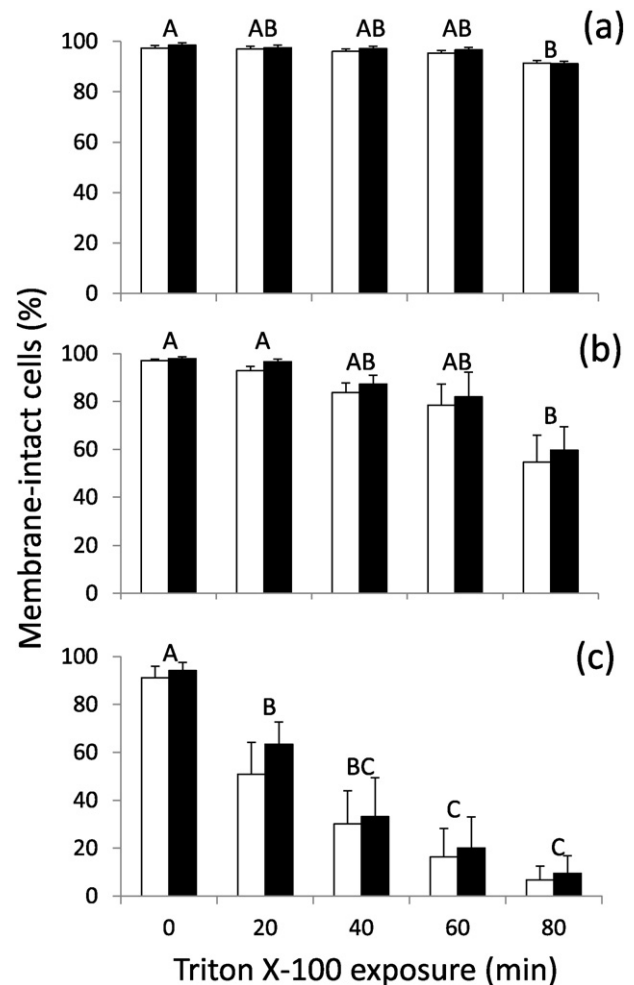 (a)
A AB AB AB B
100
80
60
40
20
0
(b)
A A AB AB B
100
80
60
40
20
0
(c)
A B BC C C
100
80
60
40
20
0
0 20 40 60 80
Membrane-intact cells (%)
Triton X-100 exposure (min)